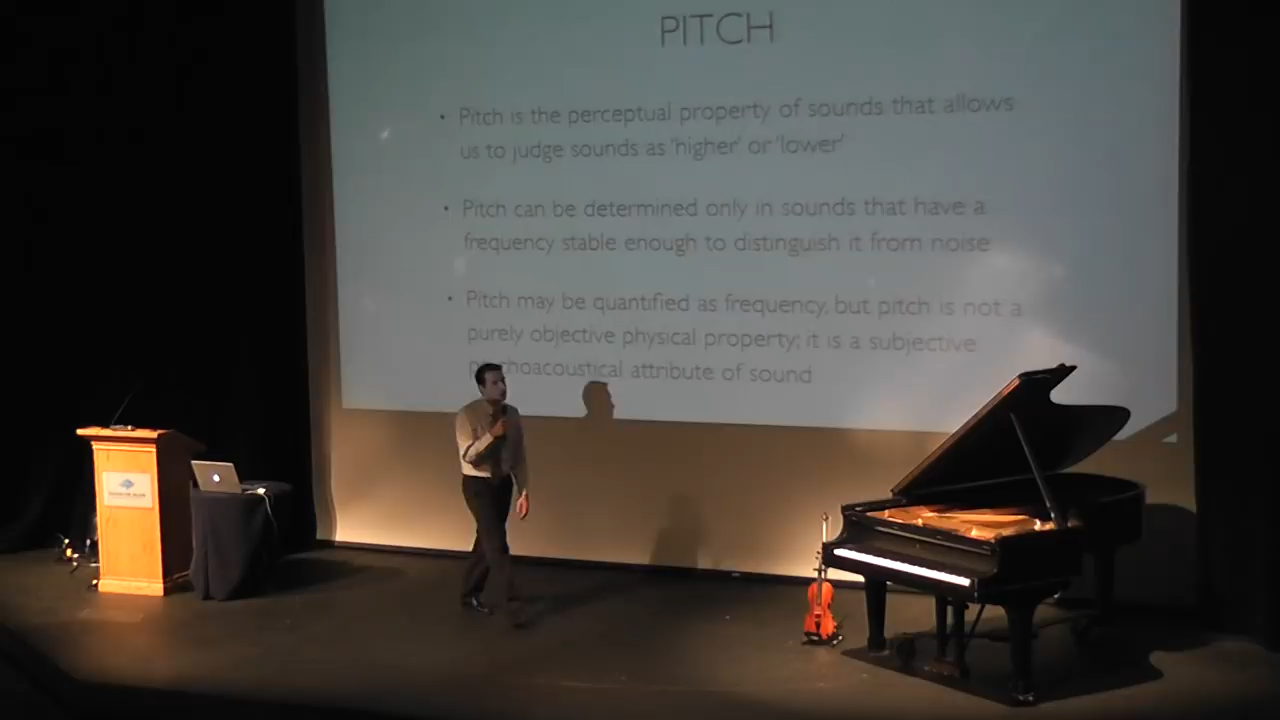 PITCH
• Pitch is the perceptual property of sounds that allows
us to judge sounds as 'higher' or 'lower'
• Pitch can be determined only in sounds that have a
frequency stable enough to distinguish it from noise
• Pitch may be quantified as frequency, but pitch is not a
purely objective physical property; it is a subjective
psychoacoustical attribute of sound